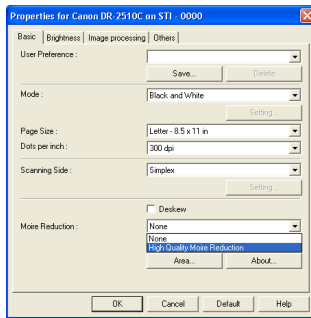 Properties for Canon DR-2510C on STI - 0000
Basic Brightness Image processing Others
User Preference :
Save... Delete
Mode : Black and White
Setting...
Page Size : Letter - 8.5 x 11 in
Dots per inch : 300 dpi
Scanning Side : Simplex
Setting...
Deskew
Moire Reduction : None
None
High Quality Moire Reduction
Area... About...
OK Cancel Default Help